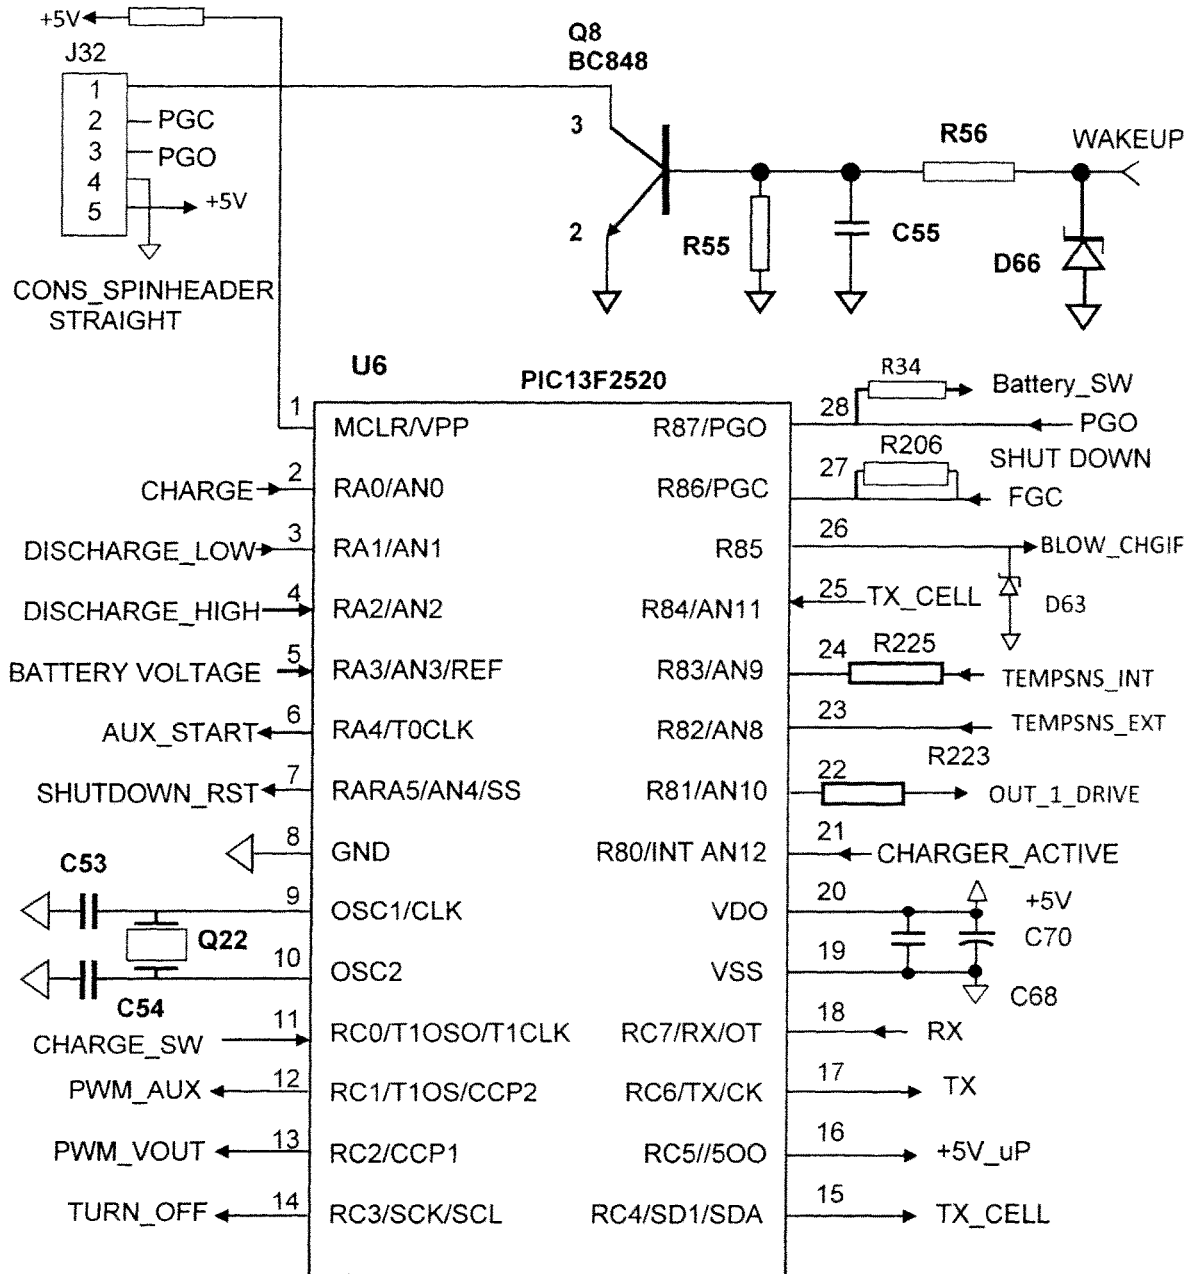 +5V
J32
1
2 PGC
3 PGO
4
5 +5V
CONS_SPINHEADER
STRAIGHT
Q8
BC848
3
2
R55
C55
R56
WAKEUP
D66
U6
PIC13F2520
1 MCLR/VPP
CHARGE 2 RA0/AN0
DISCHARGE_LOW 3 RA1/AN1
DISCHARGE_HIGH 4 RA2/AN2
BATTERY VOLTAGE 5 RA3/AN3/REF
AUX_START 6 RA4/T0CLK
SHUTDOWN_RST 7 RARA5/AN4/SS
8 GND
C53
9 OSC1/CLK
Q22
10 OSC2
C54
CHARGE_SW 11 RC0/T1OSO/T1CLK
PWM_AUX 12 RC1/T1OS/CCP2
PWM_VOUT 13 RC2/CCP1
TURN_OFF 14 RC3/SCK/SCL
R34
Battery_SW
R87/PGO 28 PGO
R206
SHUT DOWN
R86/PGC 27 FGC
R85 26 BLOW_CHGIF
D63
R84/AN11 25 TX_CELL
R225
R83/AN9 24 TEMPSNS_INT
R82/AN8 23 TEMPSNS_EXT
R223
R81/AN10 22 OUT_1_DRIVE
R80/INT AN12 21 CHARGER_ACTIVE
+5V
VDO 20
C70
VSS 19
C68
RC7/RX/OT 18 RX
RC6/TX/CK 17 TX
RC5//5OO 16 +5V_uP
RC4/SD1/SDA 15 TX_CELL